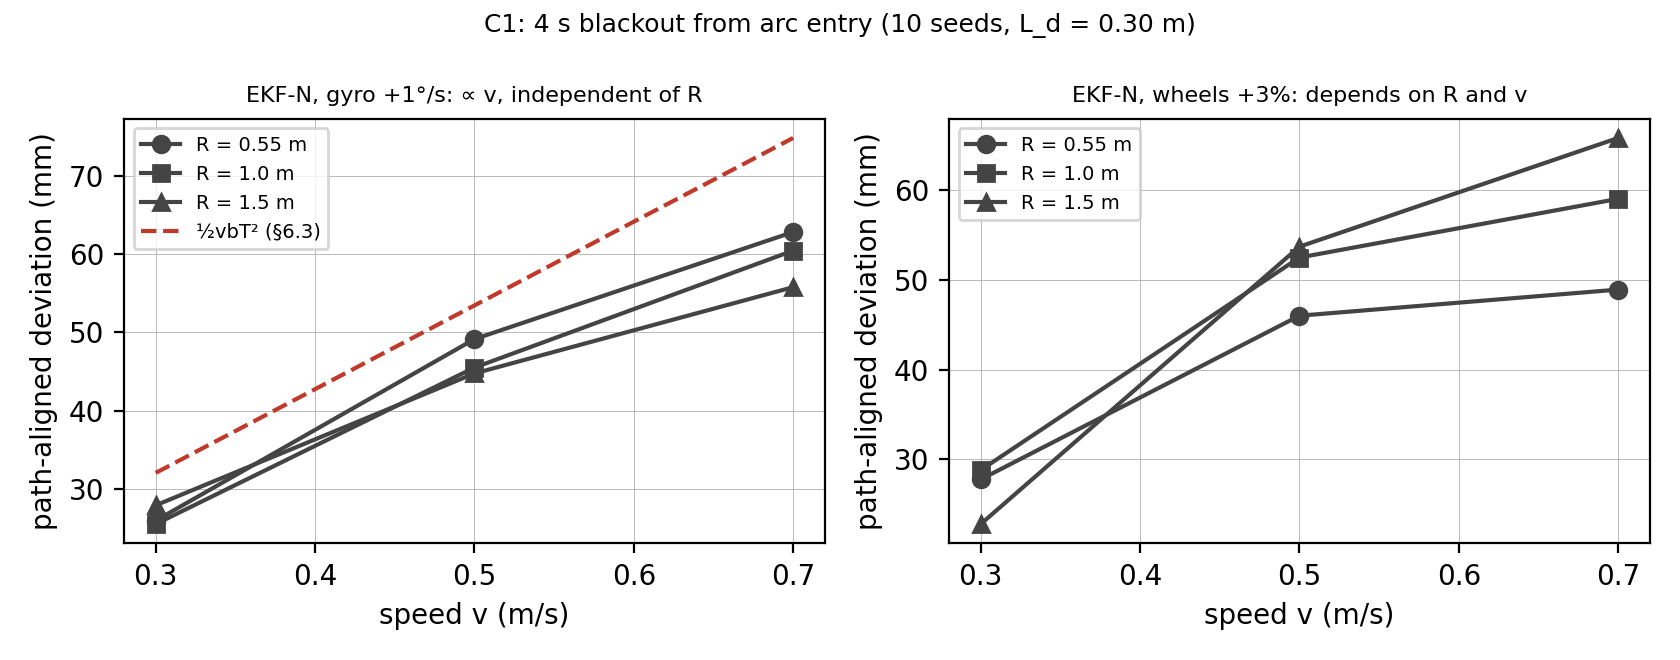 C1: 4 s blackout from arc entry (10 seeds, L_d = 0.30 m)
EKF-N, gyro +1°/s: ∝ v, independent of R
R = 0.55 m
R = 1.0 m
R = 1.5 m
½vbT² (§6.3)
path-aligned deviation (mm)
70
60
50
40
30
0.3
0.4
0.5
0.6
0.7
speed v (m/s)
EKF-N, wheels +3%: depends on R and v
R = 0.55 m
R = 1.0 m
R = 1.5 m
path-aligned deviation (mm)
60
50
40
30
0.3
0.4
0.5
0.6
0.7
speed v (m/s)